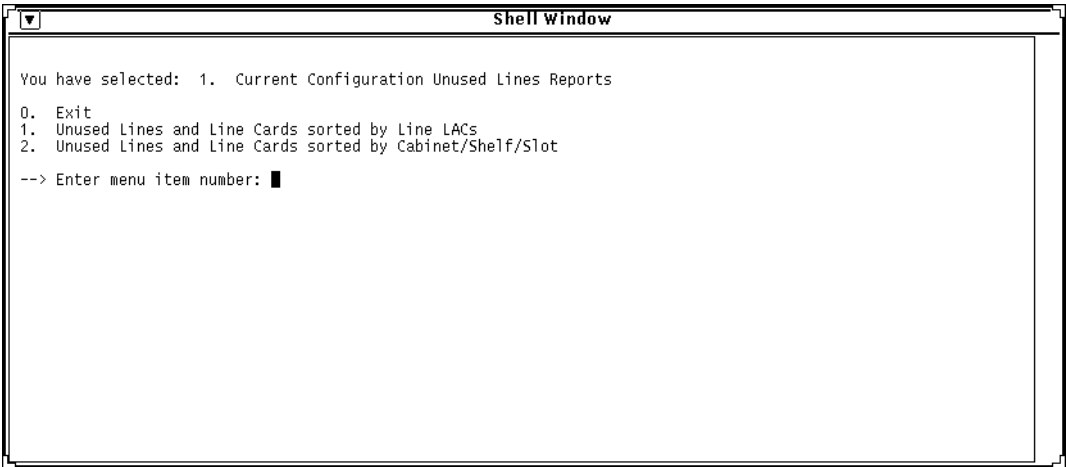 Shell Window
You have selected:  1.  Current Configuration Unused Lines Reports
0.  Exit
1.  Unused Lines and Line Cards sorted by Line LACs
2.  Unused Lines and Line Cards sorted by Cabinet/Shelf/Slot
--> Enter menu item number: